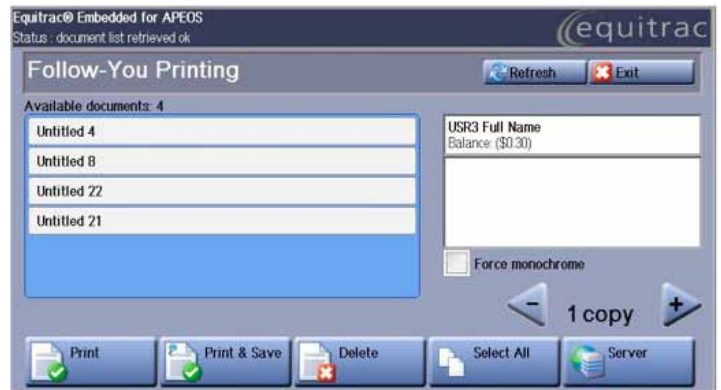 Equitrac® Embedded for APEOS
Status : document list retrieved ok
equitrac
Follow-You Printing
Refresh
Exit
Available documents: 4
Untitled 4
Untitled 8
Untitled 22
Untitled 21
USR3 Full Name
Balance: ($0.30)
Force monochrome
-
1 copy
+
Print
Print & Save
Delete
Select All
Server